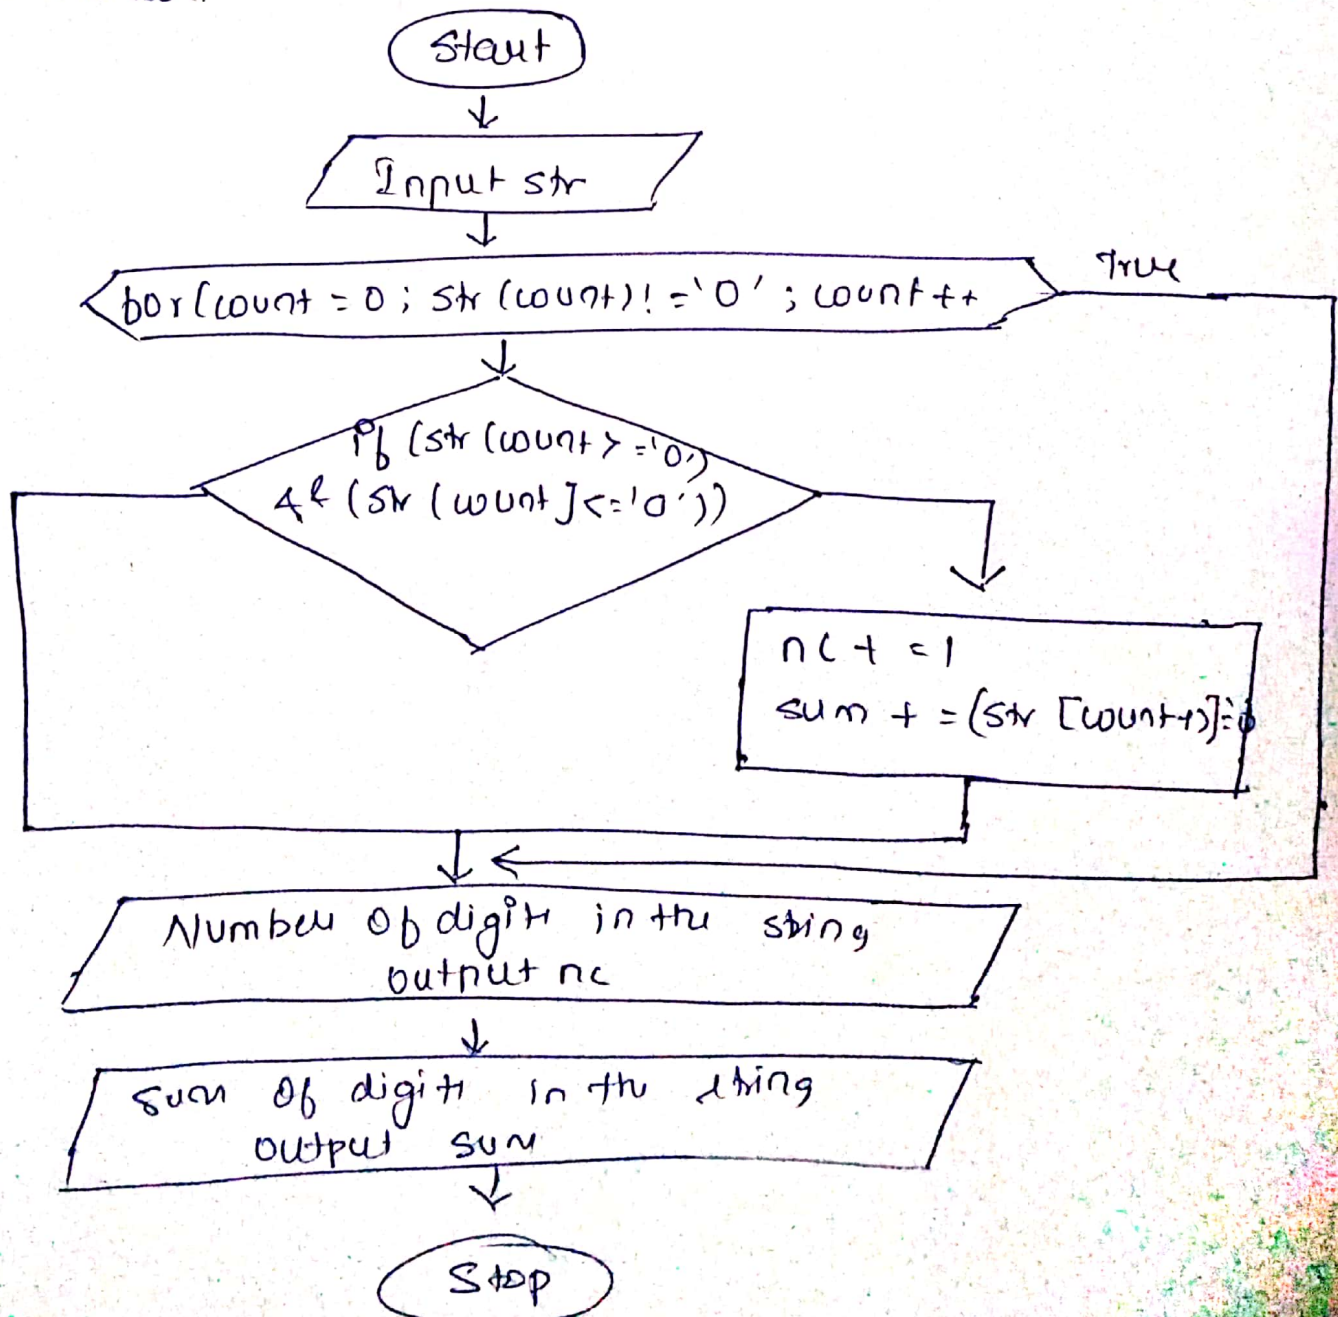 Start
Input str
for(count = 0; str (count)! = '0' ; count ++
True
if (str (count > ='0')
&& (str (count ]<='0'))
nc + = 1
sum + = (str [count++)]-'0
Number of digits in the string
output nc
sum of digits in the string
output sum
Stop